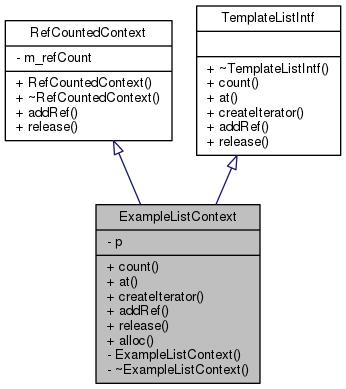 RefCountedContext
- m_refCount
+ RefCountedContext()
+ ~RefCountedContext()
+ addRef()
+ release()
TemplateListIntf
+ ~TemplateListIntf()
+ count()
+ at()
+ createIterator()
+ addRef()
+ release()
ExampleListContext
- p
+ count()
+ at()
+ createIterator()
+ addRef()
+ release()
+ alloc()
- ExampleListContext()
- ~ExampleListContext()